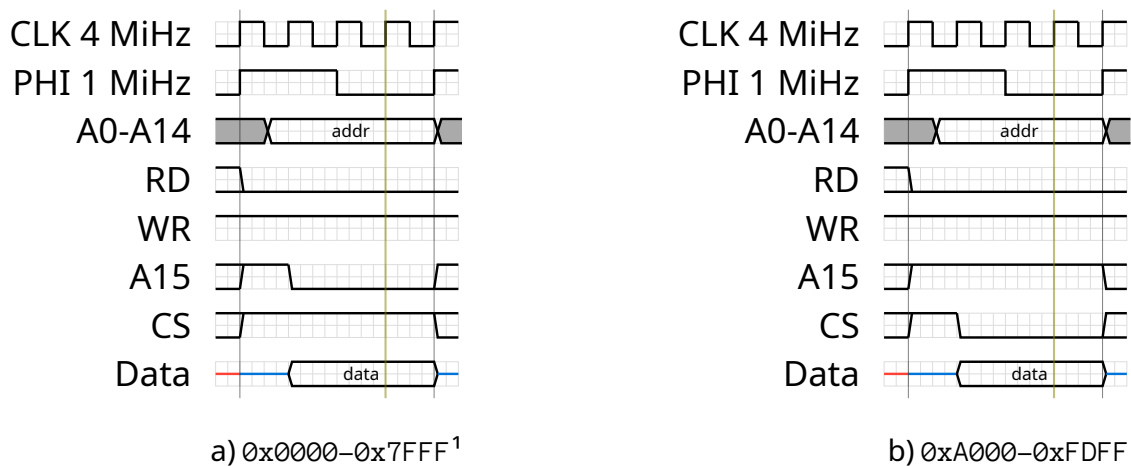 CLK 4 MiHz
PHI 1 MiHz
A0-A14 addr
RD
WR
A15
CS
Data data
a) 0x0000–0x7FFF¹
CLK 4 MiHz
PHI 1 MiHz
A0-A14 addr
RD
WR
A15
CS
Data data
b) 0xA000–0xFDFF